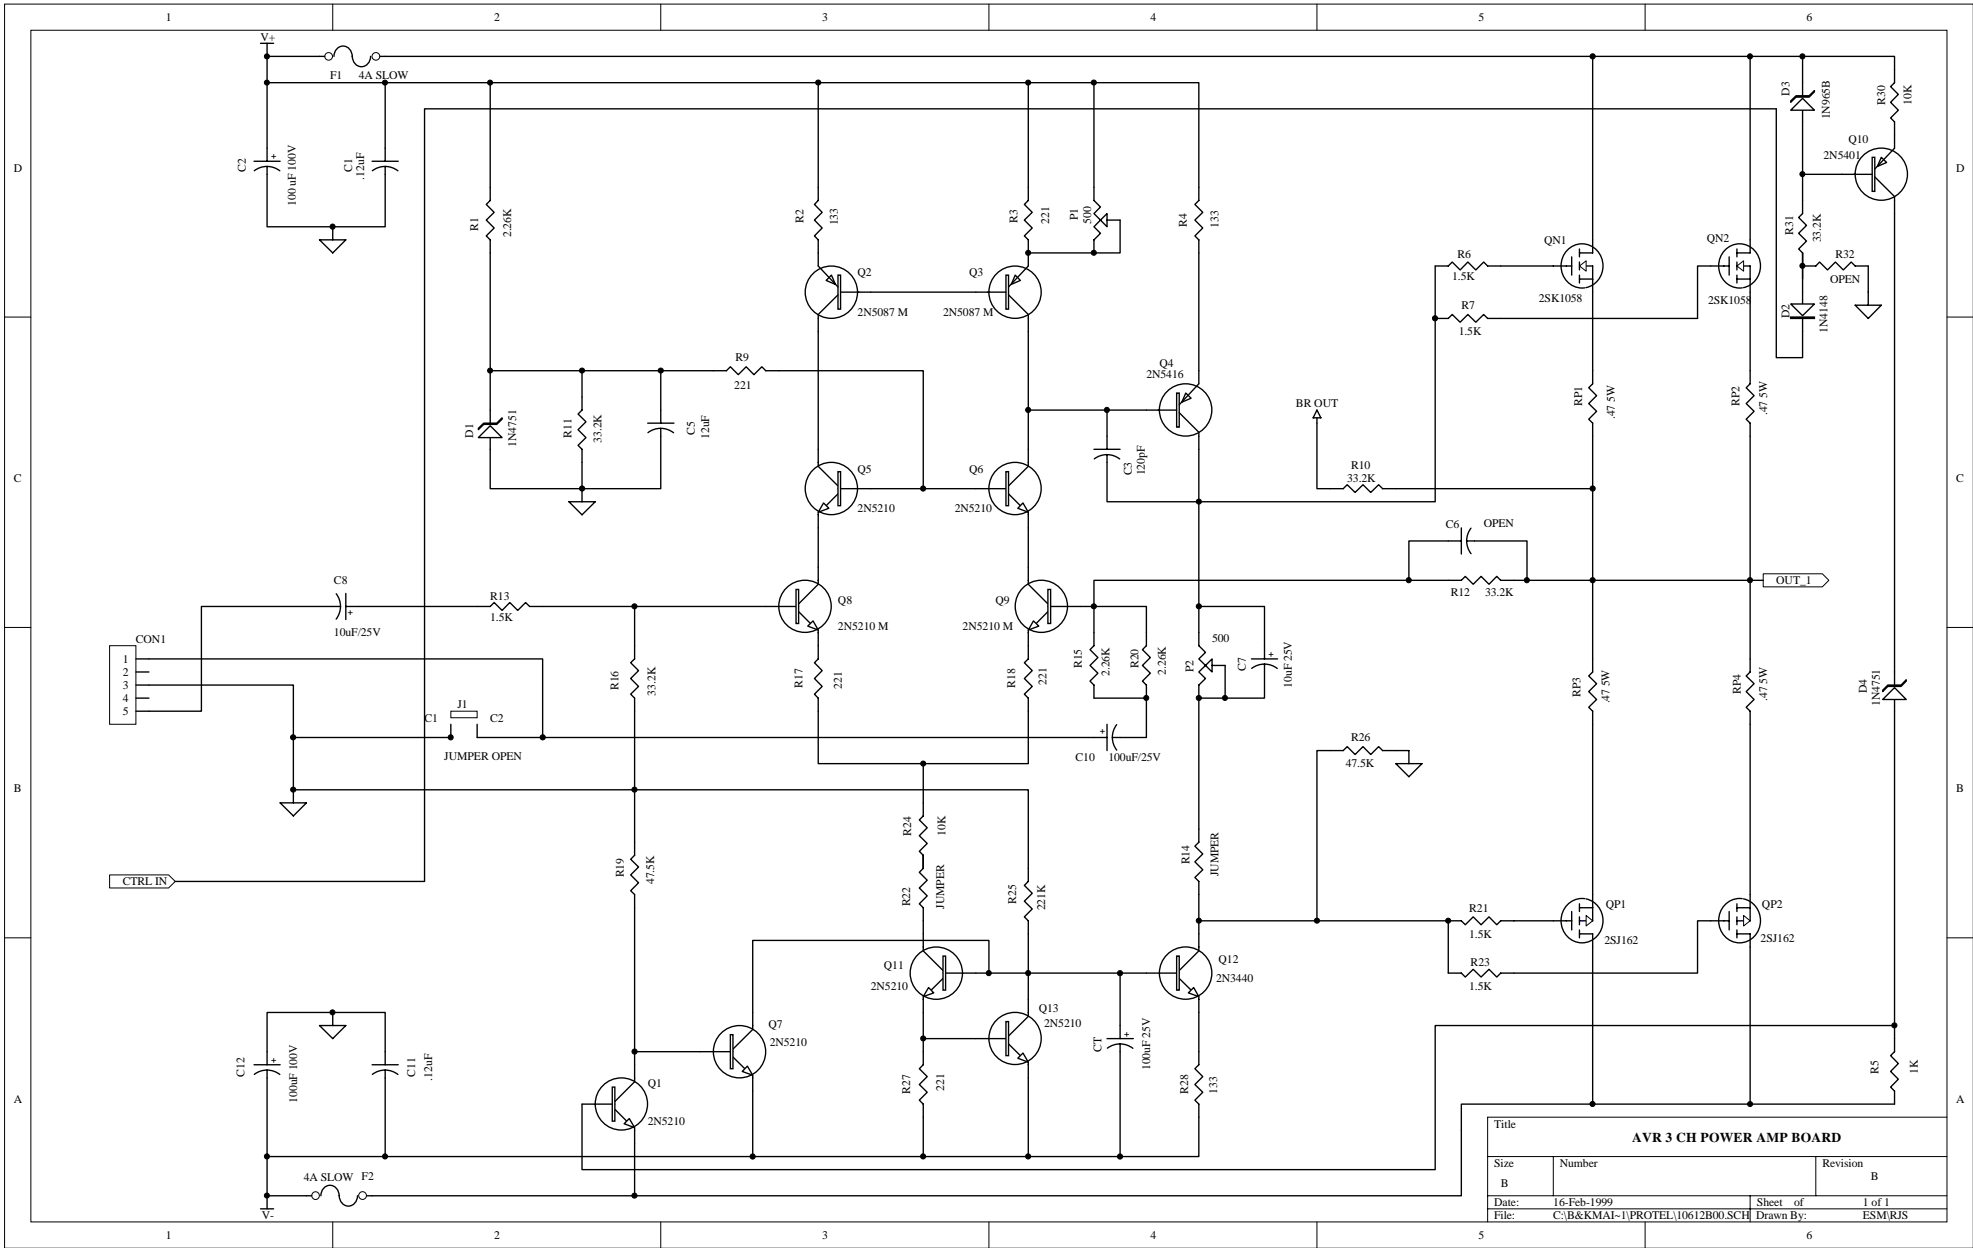 1 2 3 4 5 6
V+
F1 4A SLOW
D
C2
100 uF 100V
C1
.12uF
R1
2.26K
R2
133
R3
221
P1
500
R4
133
D3
1N965B
R30
10K
Q10
2N5401
D
R31
33.2K
R32
OPEN
D2
1N4148
QN1
2SK1058
QN2
2SK1058
R6
1.5K
R7
1.5K
Q2
2N5087 M
Q3
2N5087 M
R9
221
D1
1N4751
R11
33.2K
C5
.12uF
Q4
2N5416
C3
120pF
BR OUT
R10
33.2K
RP1
.47 5W
RP2
.47 5W
C
Q5
2N5210
Q6
2N5210
C
C6 OPEN
R12 33.2K
OUT_1
C8
10uF/25V
R13
1.5K
Q8
2N5210 M
Q9
2N5210 M
CON1
1
2
3
4
5
R16
33.2K
R17
221
R18
221
R15
2.26K
R20
2.26K
P2
500
C7
10uF 25V
RP3
.47 5W
RP4
.47 5W
D4
1N4751
J1
C1 C2
JUMPER OPEN
C10 100uF/25V
R26
47.5K
B
B
R24
10K
R22
JUMPER
R25
221K
R14
JUMPER
R19
47.5K
CTRL IN
R21
1.5K
R23
1.5K
QP1
2SJ162
QP2
2SJ162
Q11
2N5210
Q12
2N3440
Q13
2N5210
Q7
2N5210
CT
100uF 25V
C12
100uF 100V
C11
.12uF
R27
221
R28
133
R5
1K
A
Q1
2N5210
A
4A SLOW F2
V-
Title
AVR 3 CH POWER AMP BOARD
Size Number Revision
B B
Date: 16-Feb-1999 Sheet of 1 of 1
File: C:\B&KMAI~1\PROTEL\10612B00.SCH Drawn By: ESM\RJS
1 2 3 4 5 6